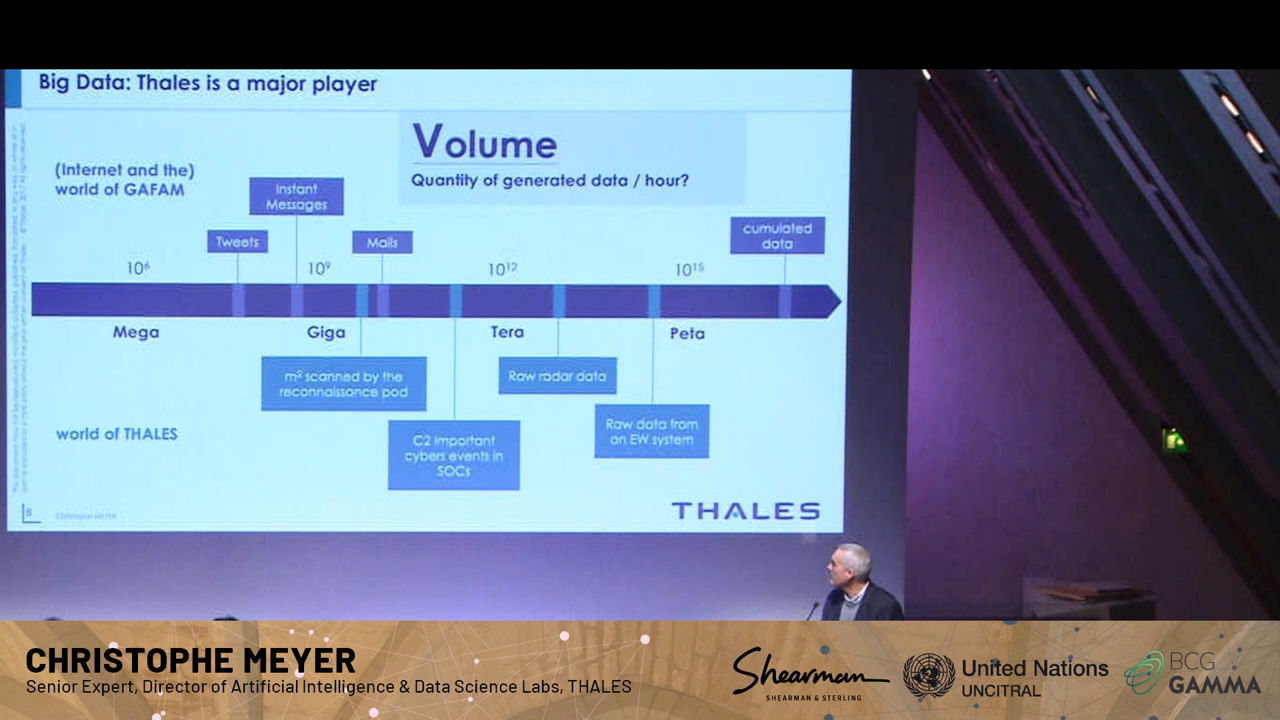 Big Data: Thales is a major player
Volume
Quantity of generated data / hour?
(Internet and the)
world of GAFAM
Instant
Messages
Tweets
Mails
cumulated
data
10⁶
10⁹
10¹²
10¹⁵
Mega
Giga
Tera
Peta
m² scanned by the
reconnaissance pod
Raw radar data
C2 important
cybers events in
SOCs
Raw data from
an EW system
world of THALES
8
Christophe MEYER
THALES
CHRISTOPHE MEYER
Senior Expert, Director of Artificial Intelligence & Data Science Labs, THALES
Shearman
SHEARMAN & STERLING
United Nations
UNCITRAL
BCG
GAMMA